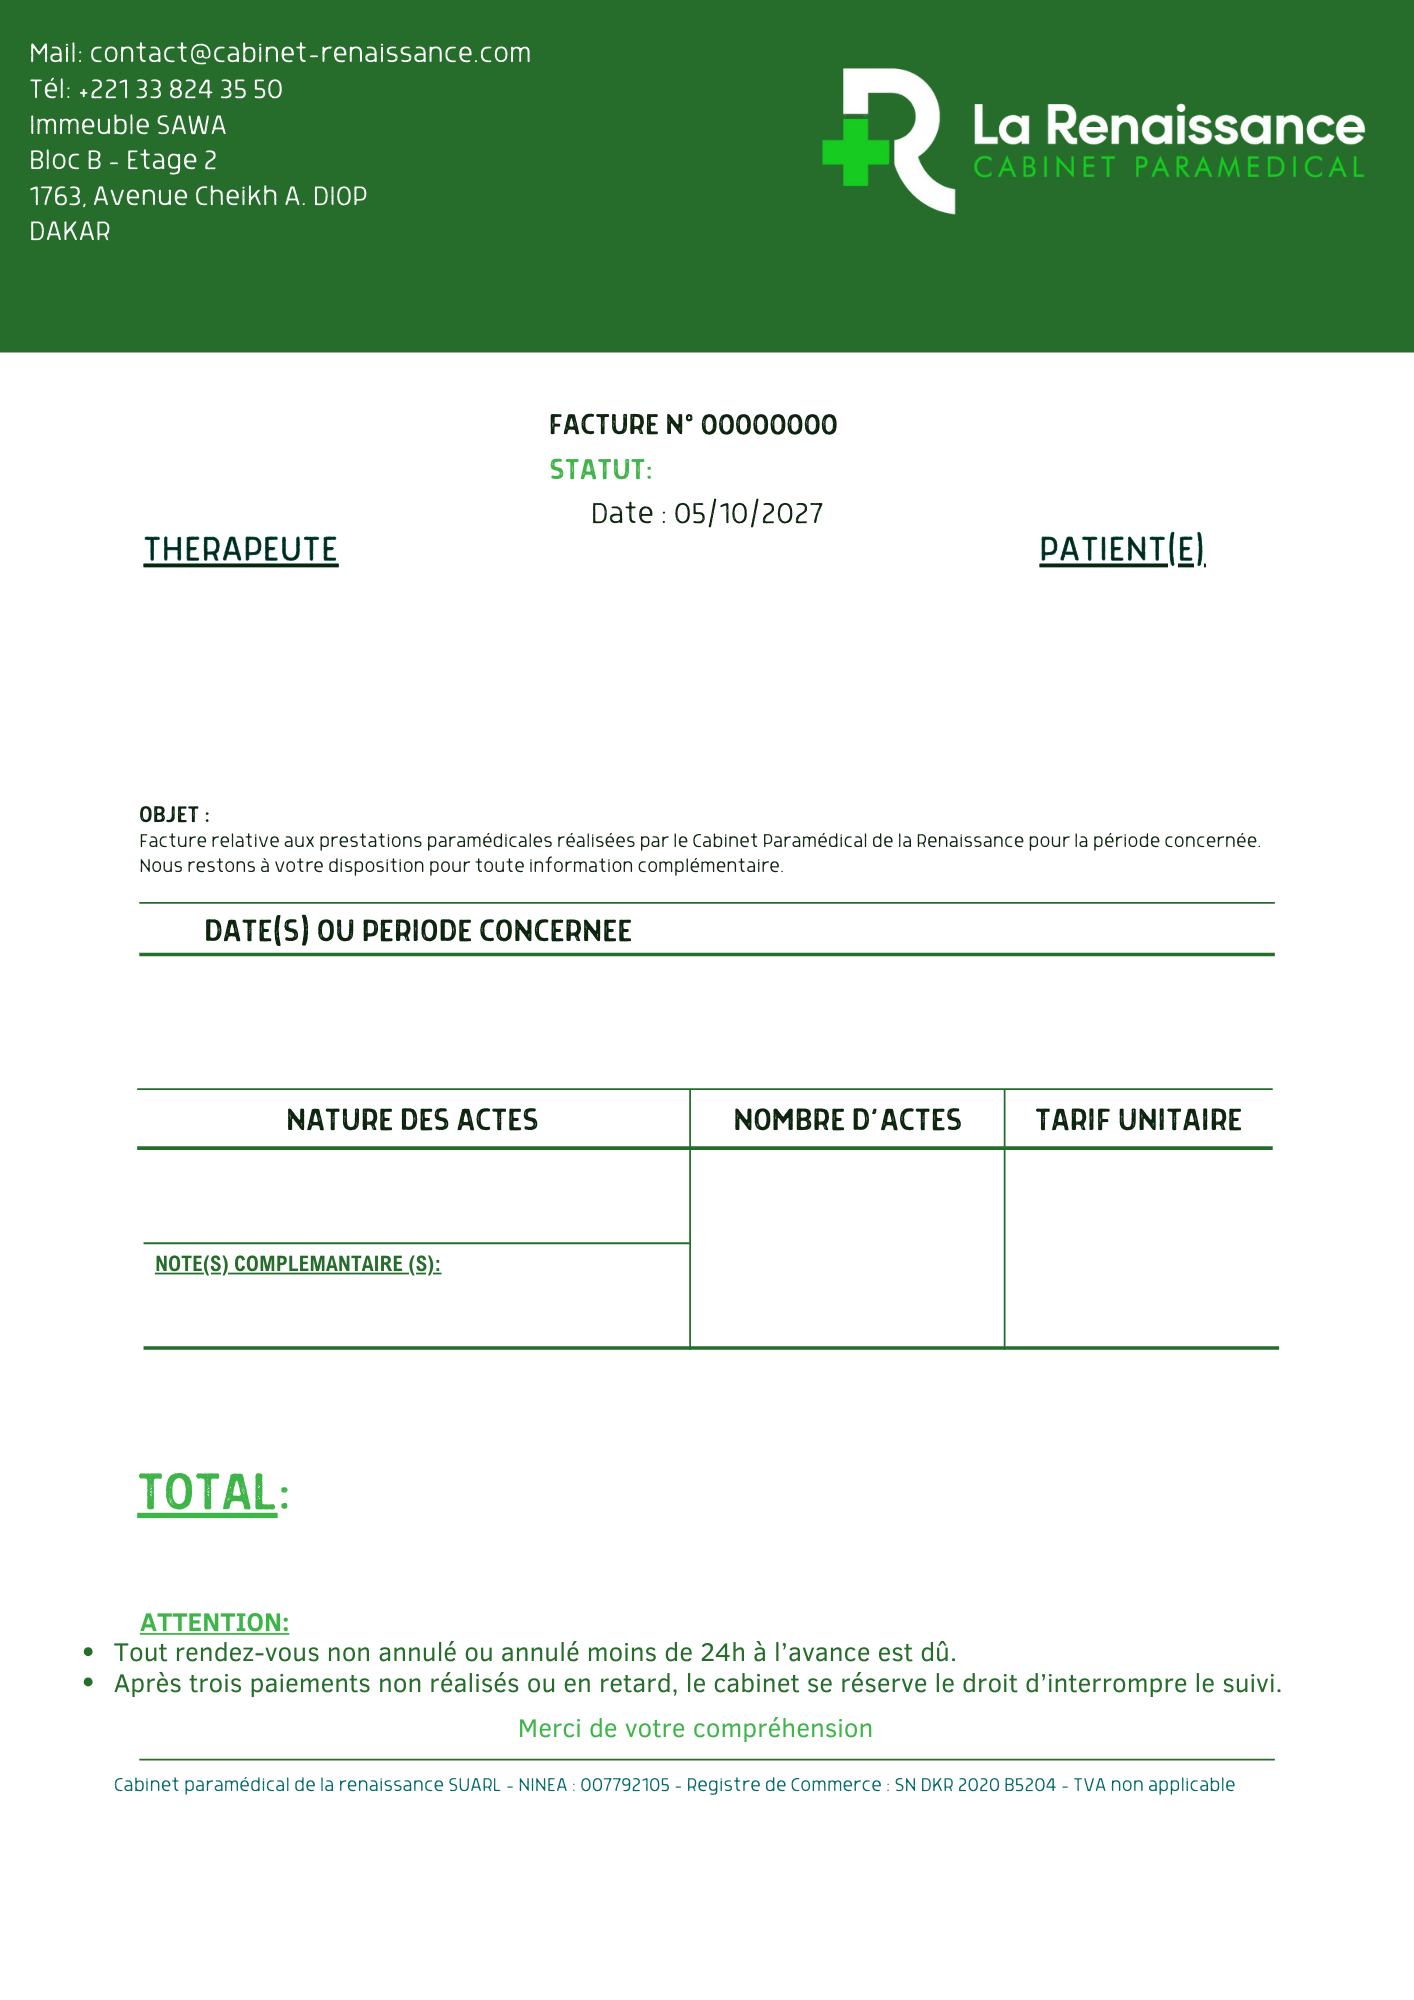 Mail: contact@cabinet-renaissance.com
Tél: +221 33 824 35 50
Immeuble SAWA
Bloc B - Etage 2
1763, Avenue Cheikh A. DIOP
DAKAR
La Renaissance
CABINET PARAMEDICAL
FACTURE N° 00000000
STATUT:
Date : 05/10/2027
THERAPEUTE
PATIENT(E)
OBJET :
Facture relative aux prestations paramédicales réalisées par le Cabinet Paramédical de la Renaissance pour la période concernée.
Nous restons à votre disposition pour toute information complémentaire.
DATE(S) OU PERIODE CONCERNEE
NATURE DES ACTES
NOMBRE D'ACTES
TARIF UNITAIRE
NOTE(S) COMPLEMANTAIRE (S):
TOTAL:
ATTENTION:
• Tout rendez-vous non annulé ou annulé moins de 24h à l'avance est dû.
• Après trois paiements non réalisés ou en retard, le cabinet se réserve le droit d'interrompre le suivi.
Merci de votre compréhension
Cabinet paramédical de la renaissance SUARL - NINEA : 007792105 - Registre de Commerce : SN DKR 2020 B5204 - TVA non applicable